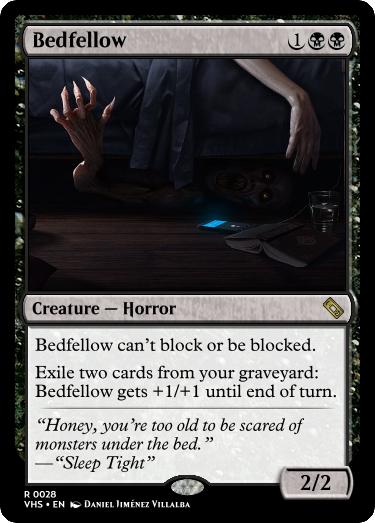 Bedfellow 1
Creature — Horror
Bedfellow can't block or be blocked.
Exile two cards from your graveyard:
Bedfellow gets +1/+1 until end of turn.
“Honey, you're too old to be scared of
monsters under the bed.”
—“Sleep Tight”
2/2
R 0028
VHS • EN DANIEL JIMÉNEZ VILLALBA